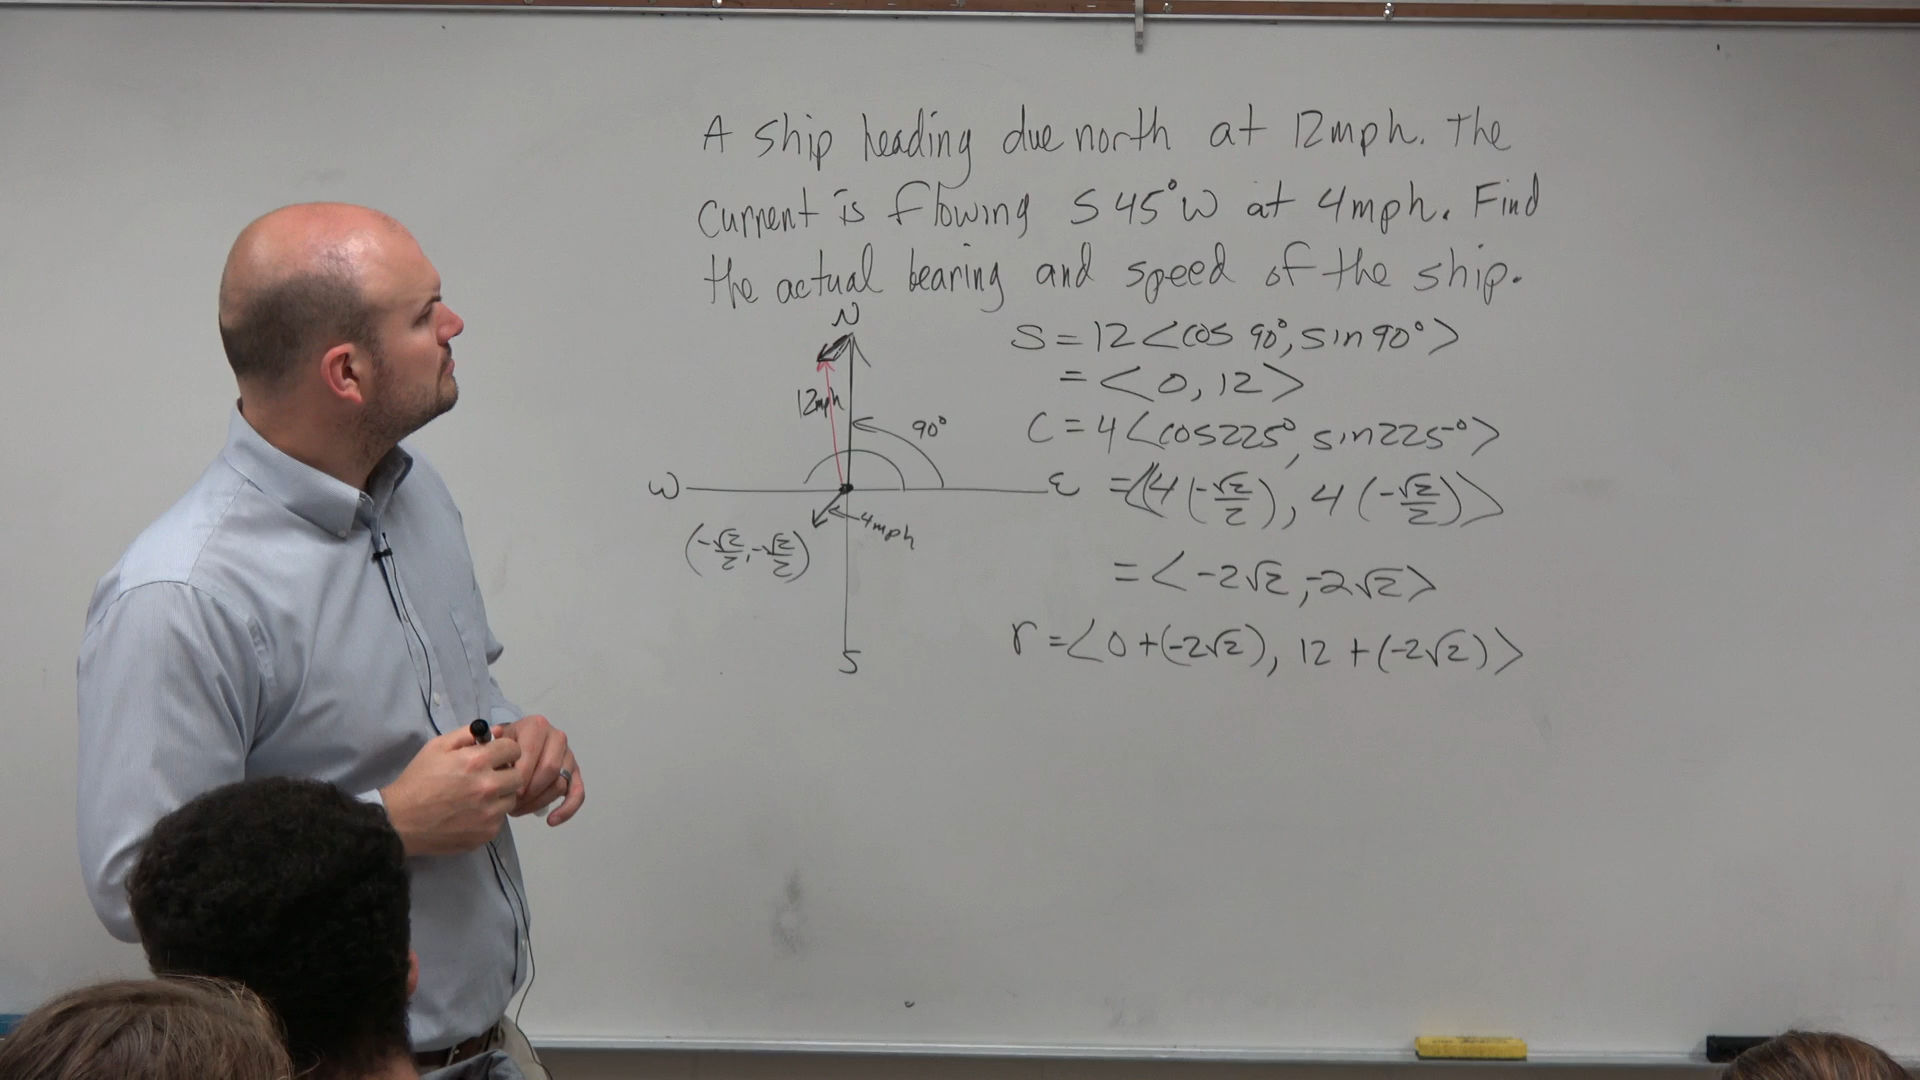 A ship heading due north at 12mph. The
current is flowing S 45° W at 4mph. Find
the actual bearing and speed of the ship.
N
S = 12 <cos 90°, sin 90°>
= < 0, 12 >
12mph
90°
C = 4 <cos 225°, sin 225°>
W
E
= <4 (-√2/2), 4 (-√2/2)>
4mph
(-√2/2, -√2/2)
= < -2√2, -2√2 >
r = < 0 + (-2√2), 12 + (-2√2) >
S